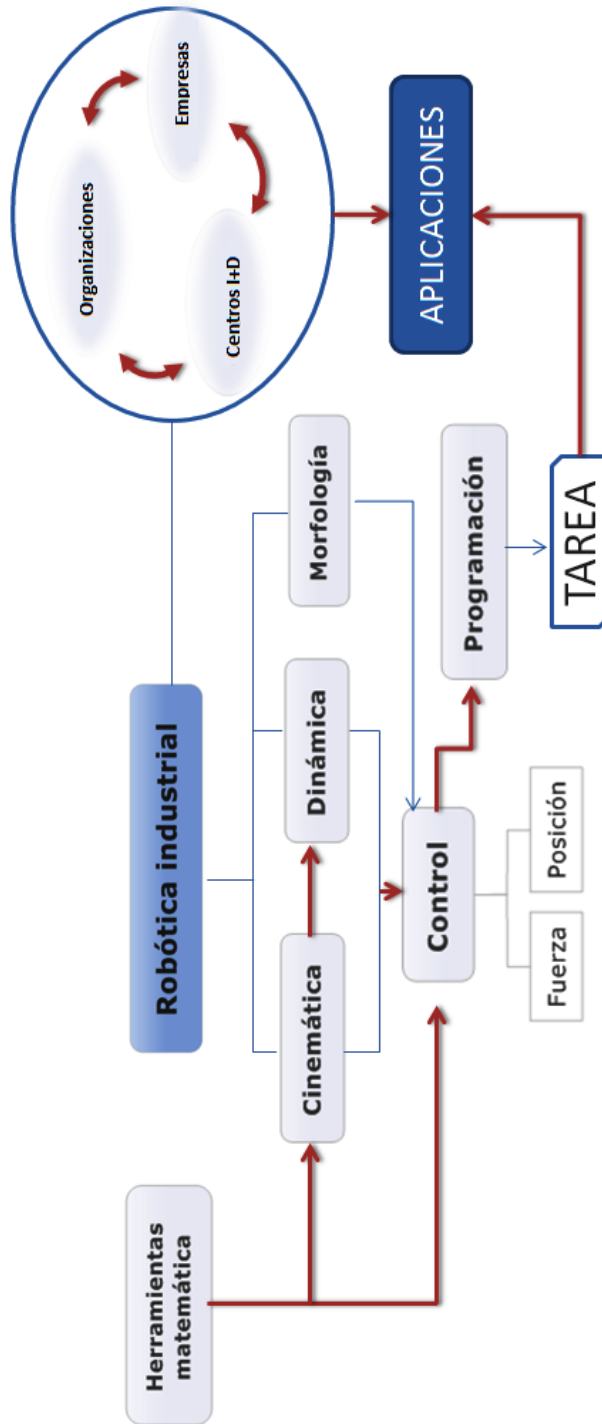 Herramientas
matemática
Robótica industrial
Organizaciones
Empresas
Centros I+D
Cinemática
Dinámica
Morfología
Control
Programación
APLICACIONES
Fuerza
Posición
TAREA